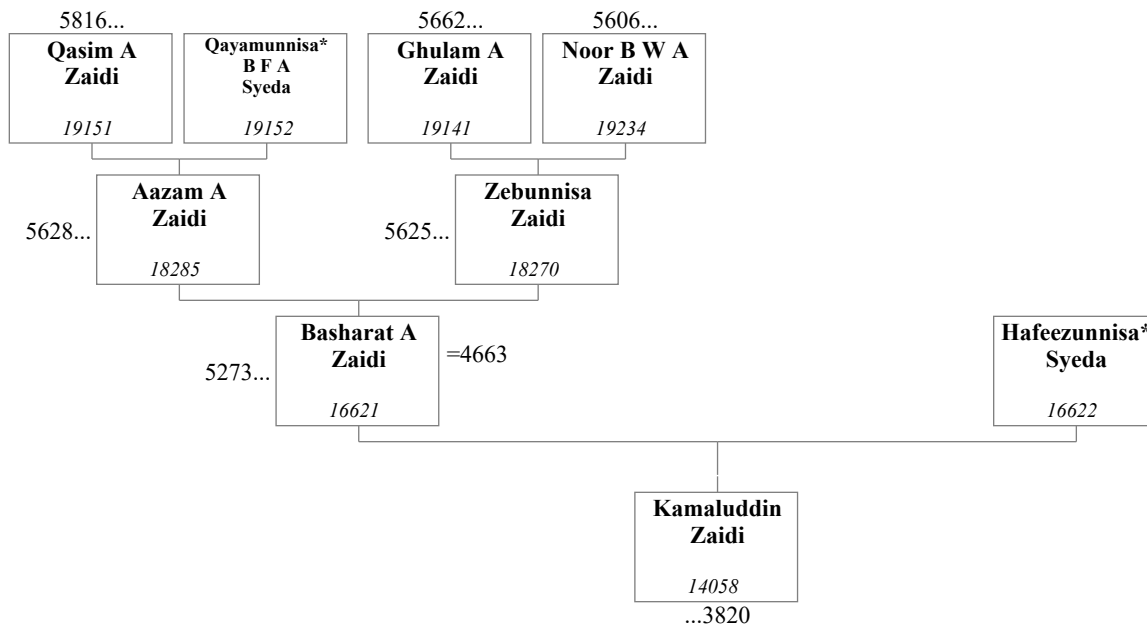 5816...
5662...
5606...
Qasim A
Zaidi
19151
Qayamunnisa*
B F A
Syeda
19152
Ghulam A
Zaidi
19141
Noor B W A
Zaidi
19234
5628...
Aazam A
Zaidi
18285
5625...
Zebunnisa
Zaidi
18270
5273...
Basharat A
Zaidi
16621
=4663
Hafeezunnisa*
Syeda
16622
Kamaluddin
Zaidi
14058
...3820